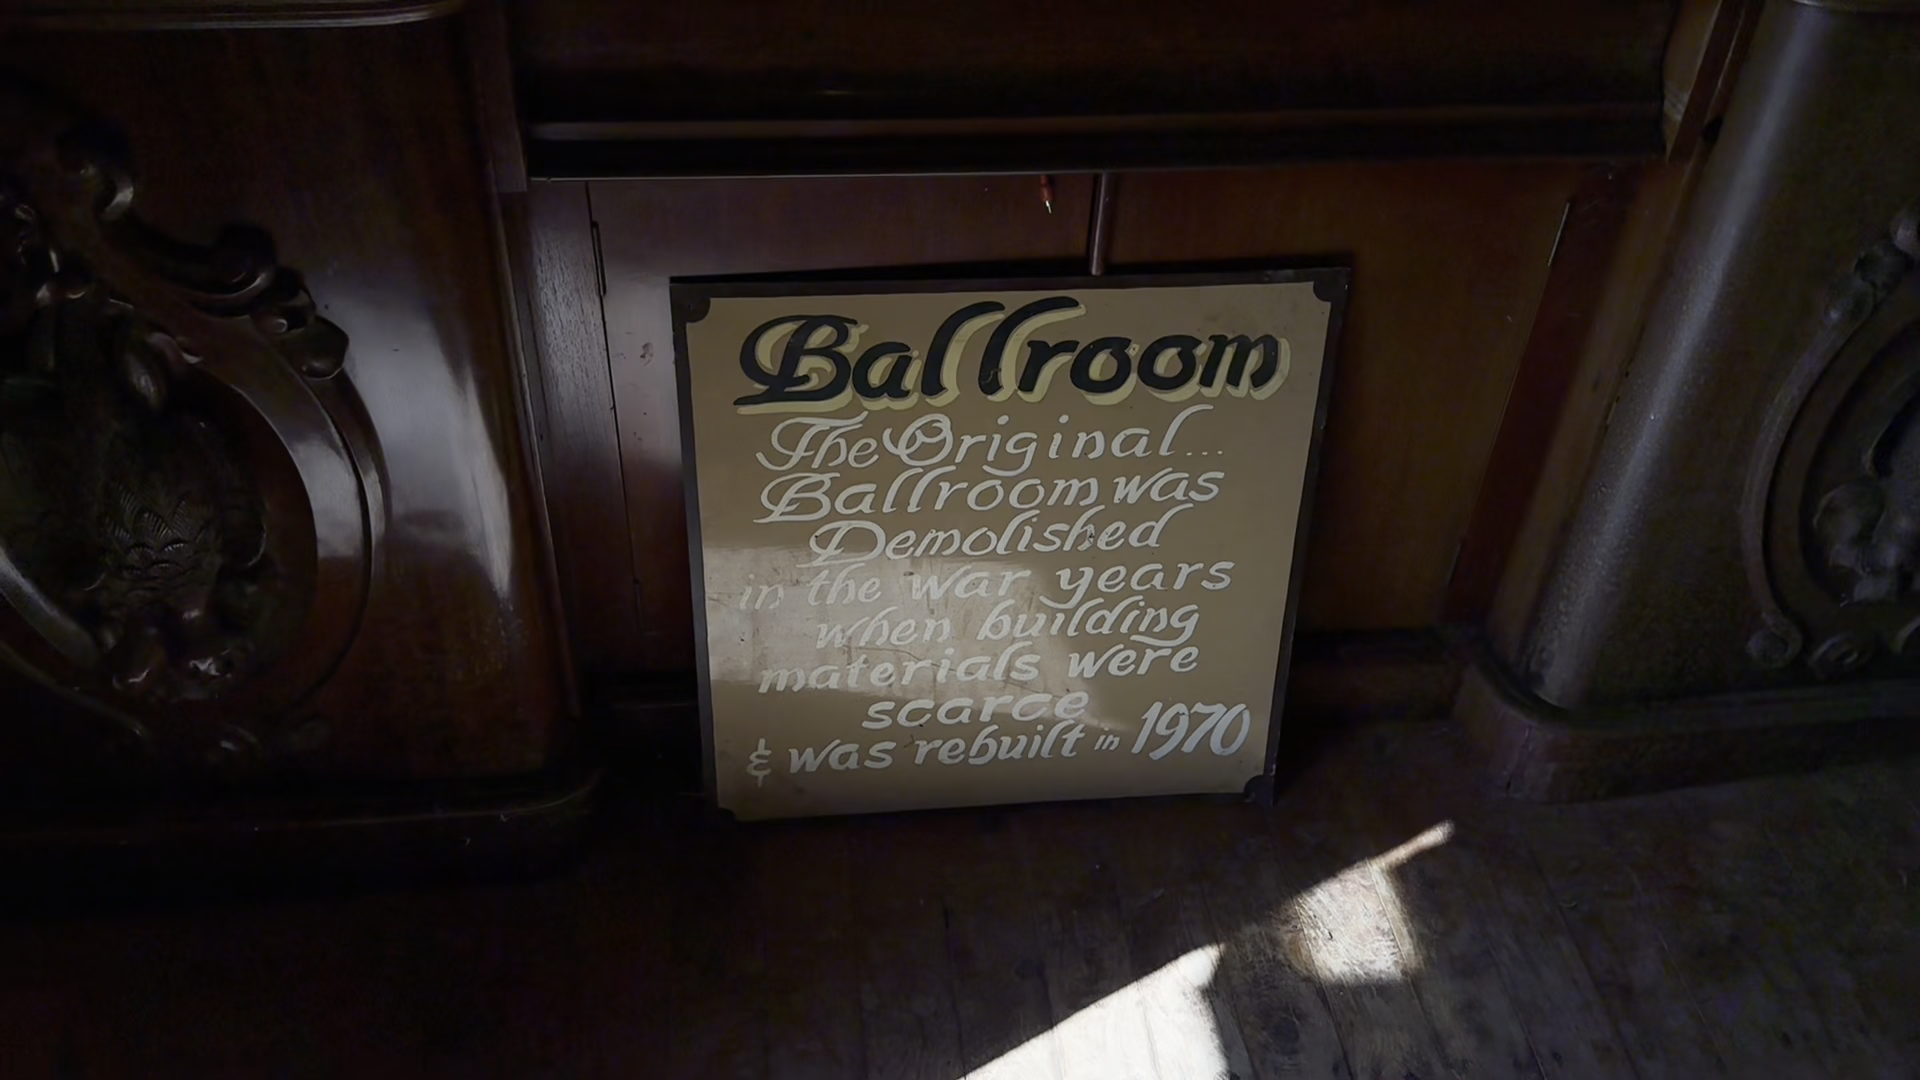 Ballroom
The Original...
Ballroom was
Demolished
in the war years
when building
materials were
scarce
& was rebuilt in 1970